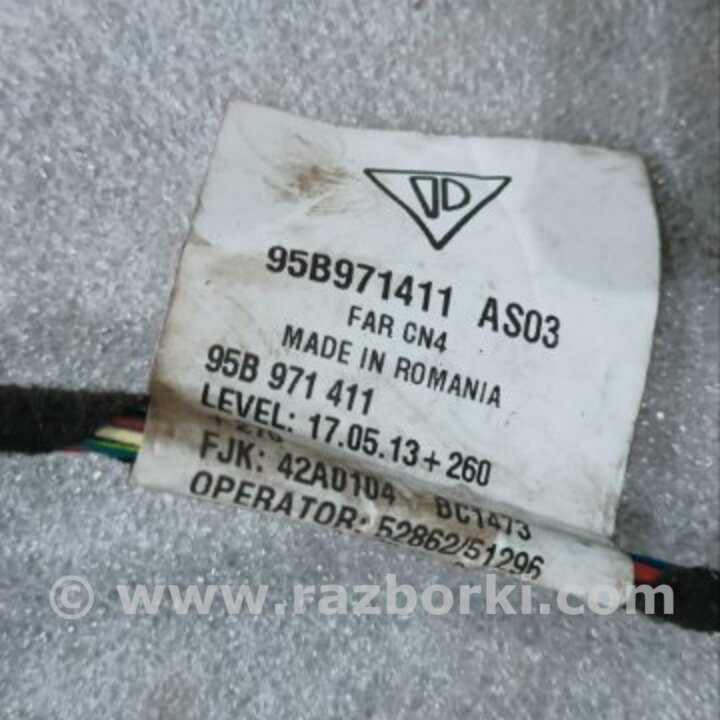 95B971411 AS03
FAR CN4
MADE IN ROMANIA
95B 971 411
LEVEL: 17.05.13+260
FJK: 42A0104 BC1473
OPERATOR: 52862/51296
© www.razborki.com